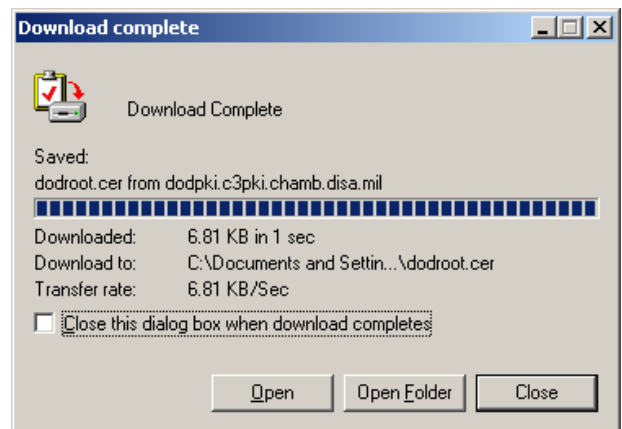 Download complete
Download Complete
Saved:
dodroot.cer from dodpki.c3pki.chamb.disa.mil
Downloaded: 6.81 KB in 1 sec
Download to: C:\Documents and Settin...\dodroot.cer
Transfer rate: 6.81 KB/Sec
Close this dialog box when download completes
Open Open Folder Close